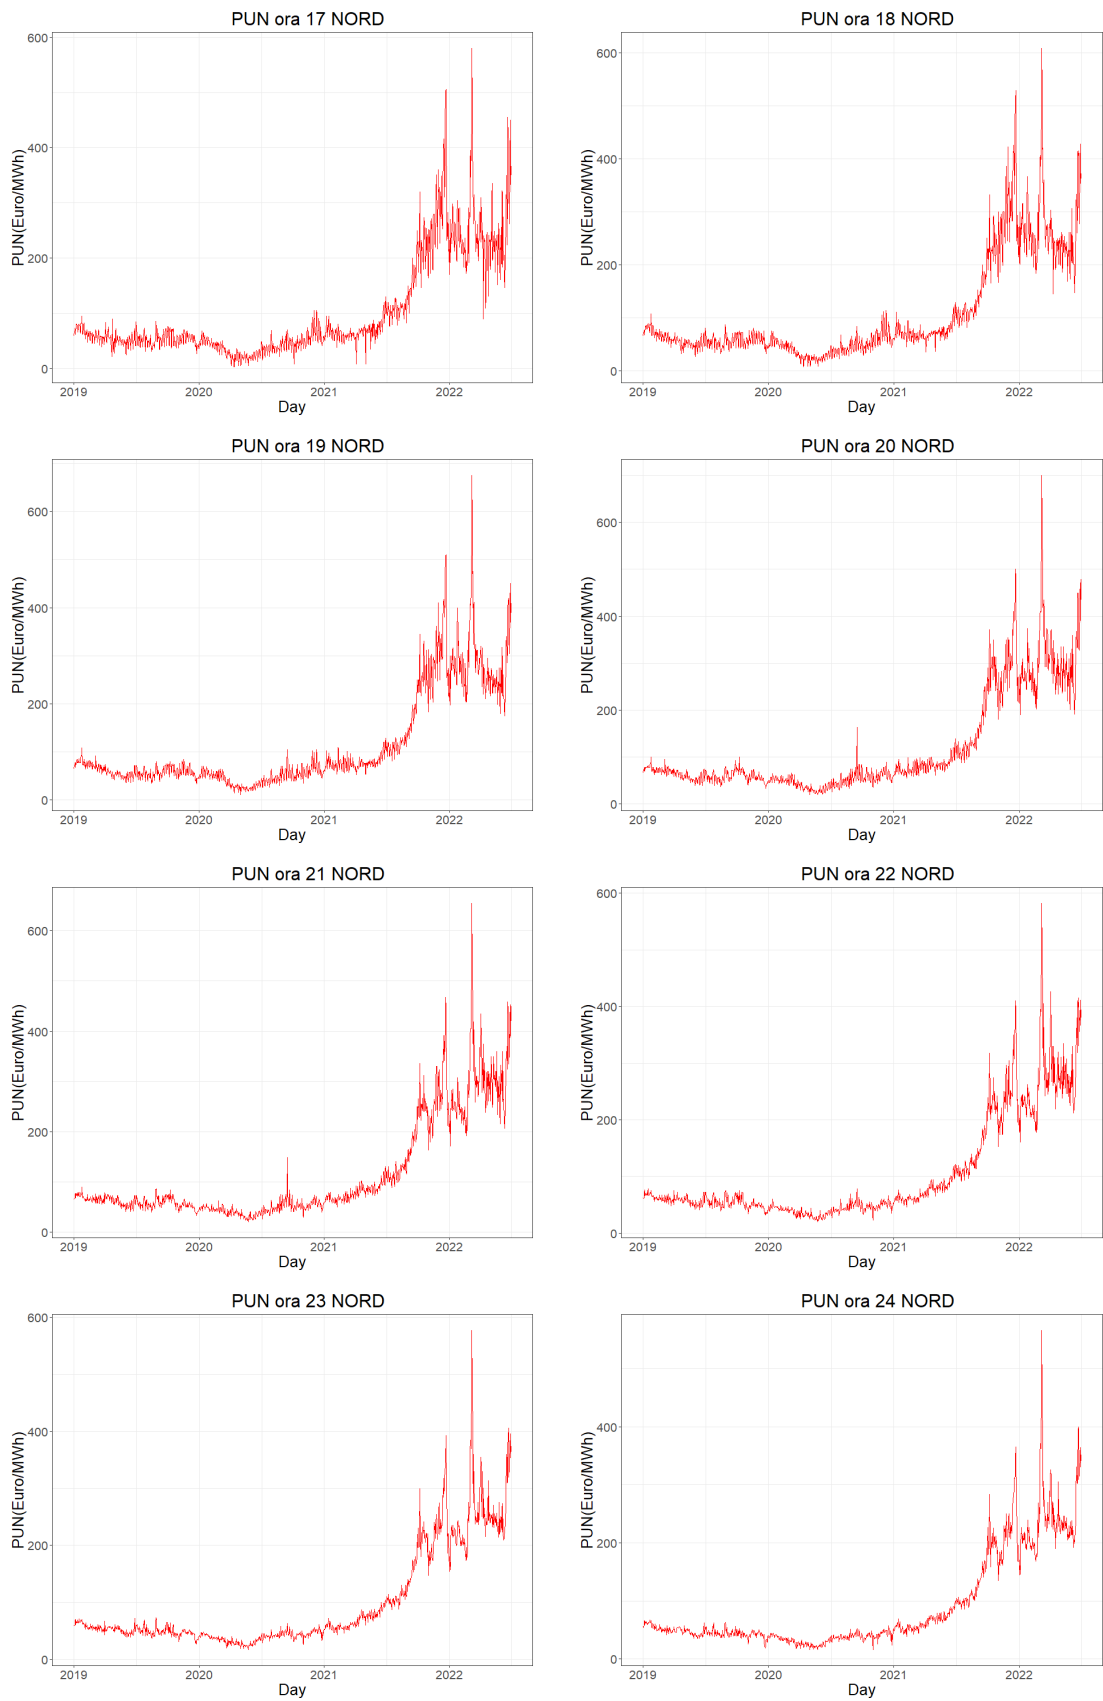 PUN ora 17 NORD
PUN(Euro/MWh)
600
400
200
0
2019 2020 2021 2022
Day
PUN ora 18 NORD
PUN(Euro/MWh)
600
400
200
0
2019 2020 2021 2022
Day
PUN ora 19 NORD
PUN(Euro/MWh)
600
400
200
0
2019 2020 2021 2022
Day
PUN ora 20 NORD
PUN(Euro/MWh)
600
400
200
0
2019 2020 2021 2022
Day
PUN ora 21 NORD
PUN(Euro/MWh)
600
400
200
0
2019 2020 2021 2022
Day
PUN ora 22 NORD
PUN(Euro/MWh)
600
400
200
0
2019 2020 2021 2022
Day
PUN ora 23 NORD
PUN(Euro/MWh)
600
400
200
0
2019 2020 2021 2022
Day
PUN ora 24 NORD
PUN(Euro/MWh)
400
200
0
2019 2020 2021 2022
Day